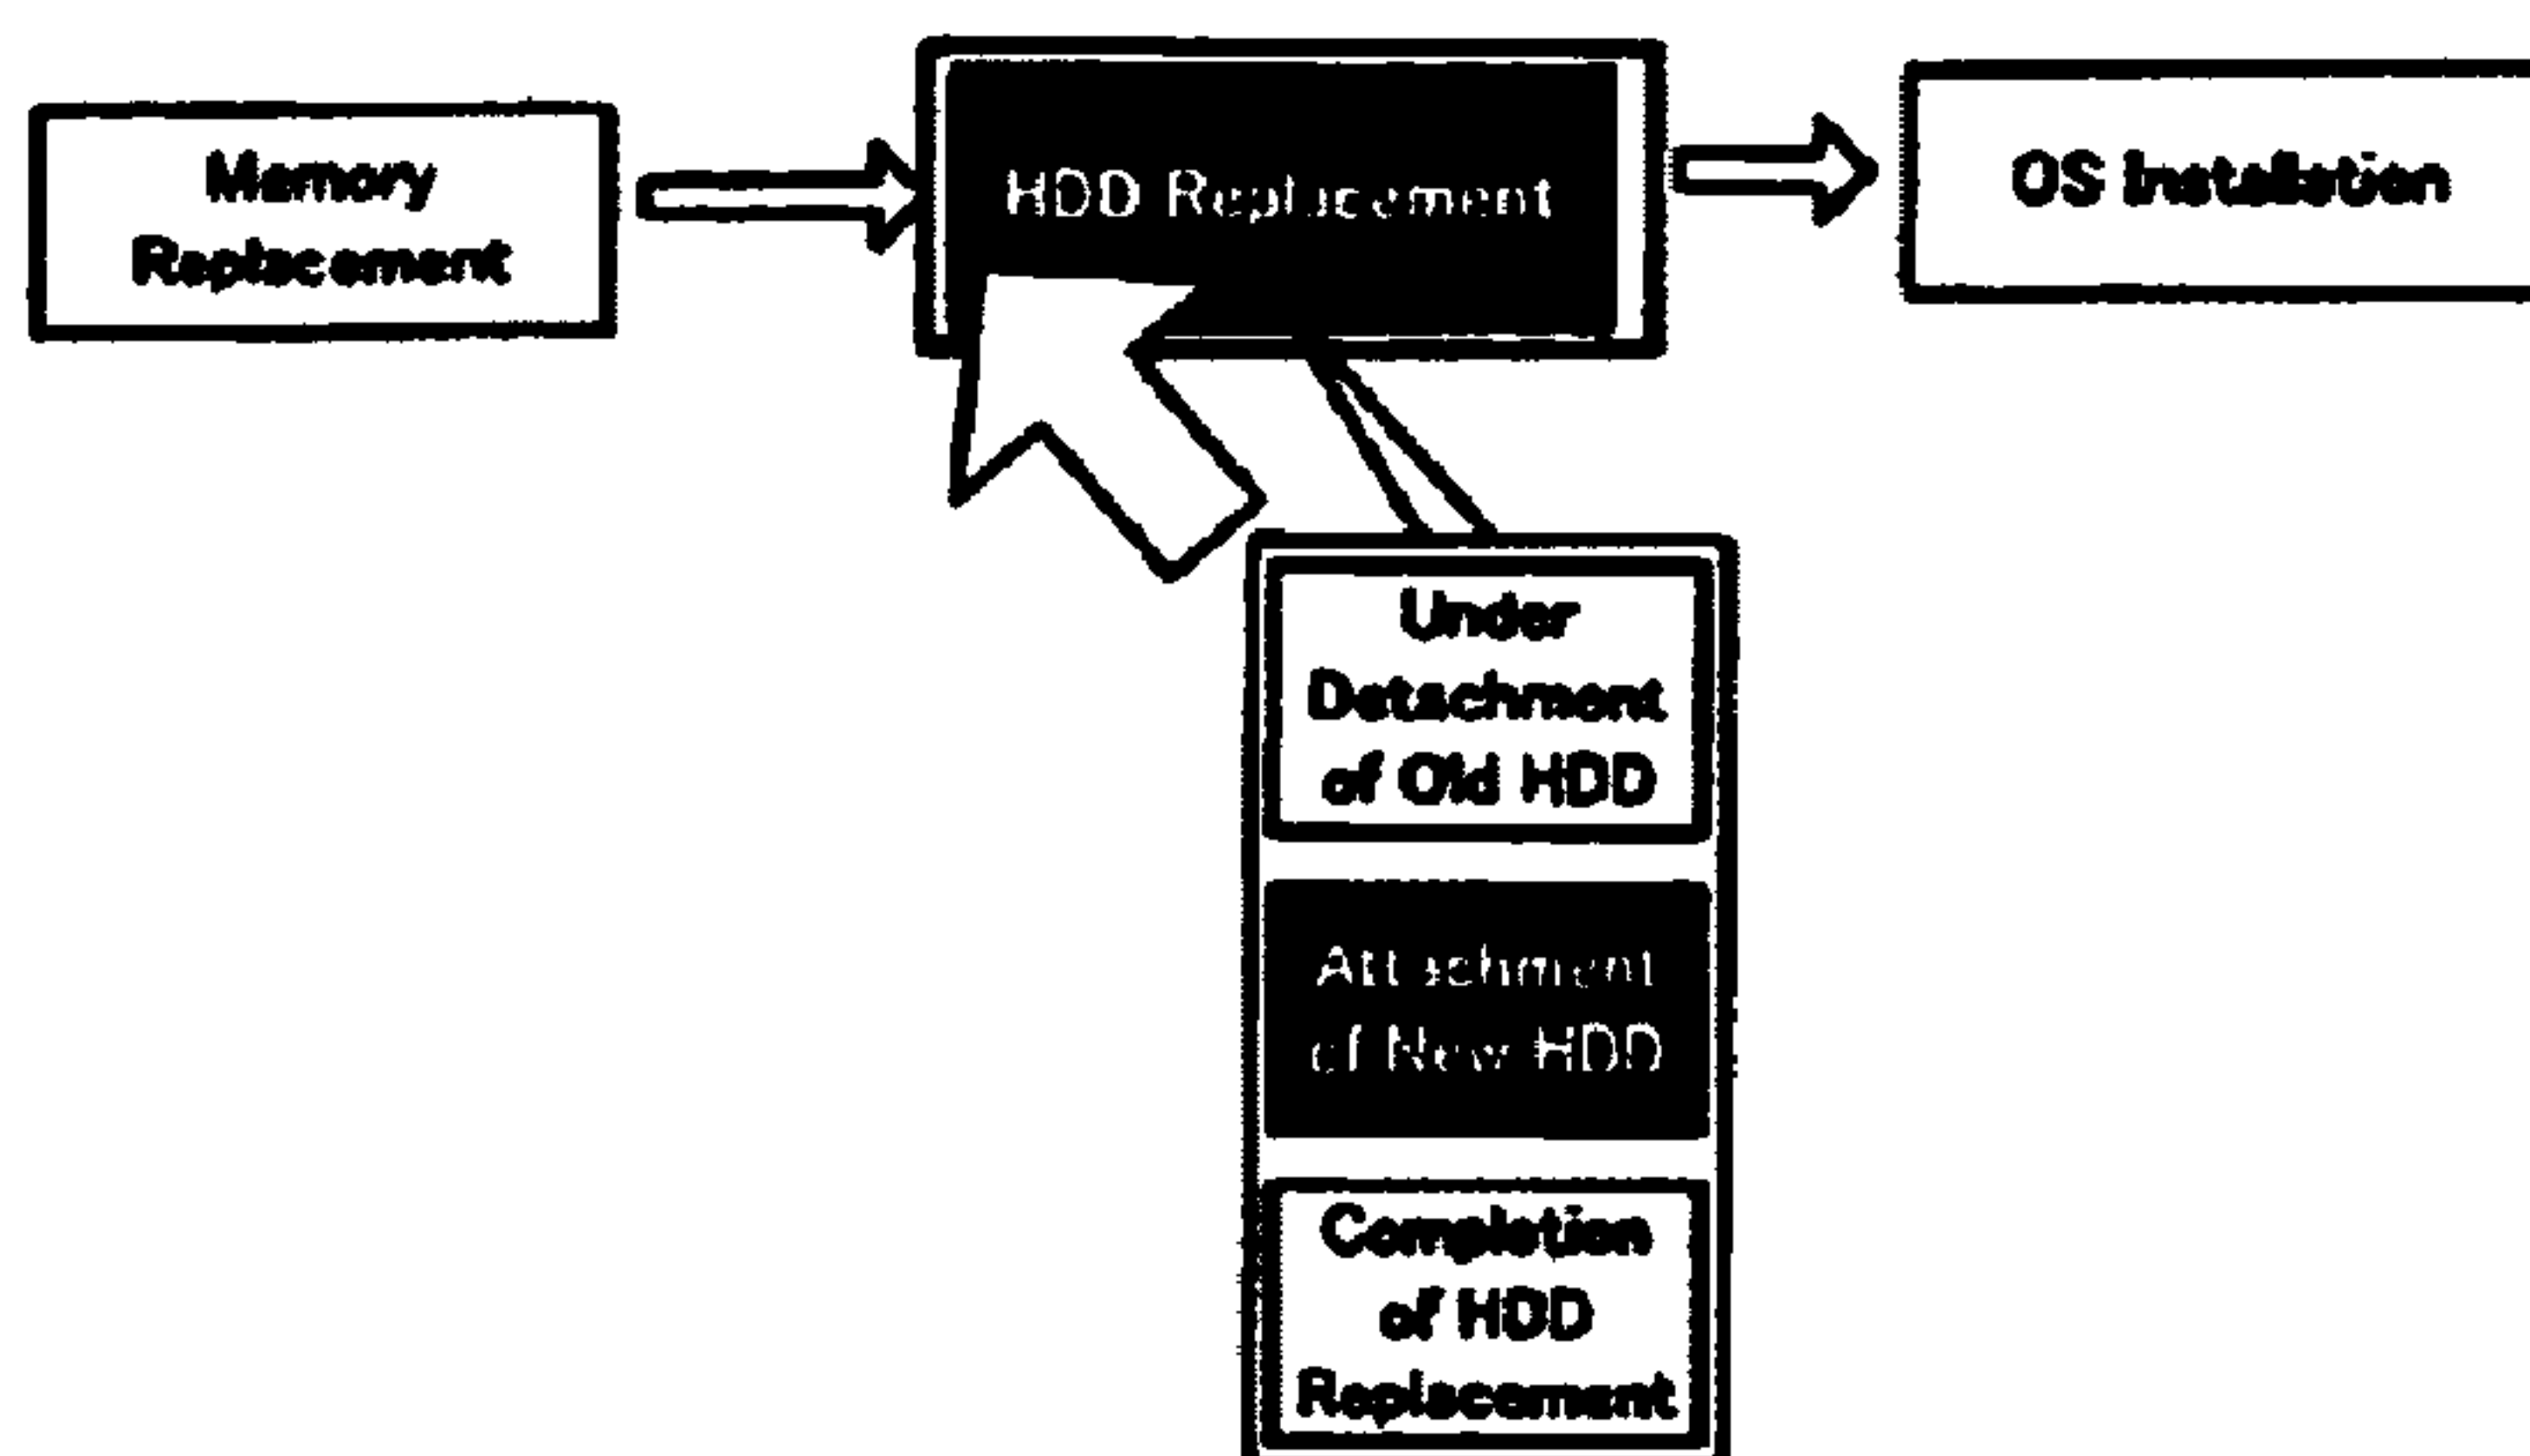 Memory
Replacement
HDD Replacement
OS Installation
Under
Detachment
of Old HDD
Attachment
of New HDD
Completion
of HDD
Replacement